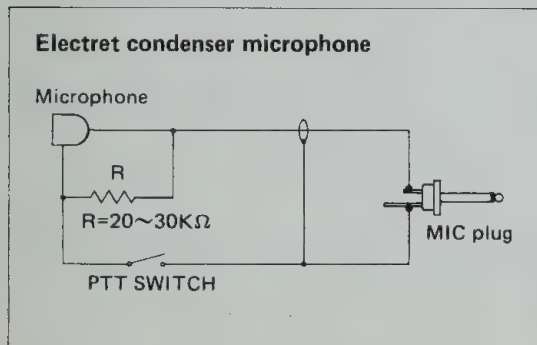 Electret condenser microphone
Microphone
R
R=20~30KΩ
MIC plug
PTT SWITCH